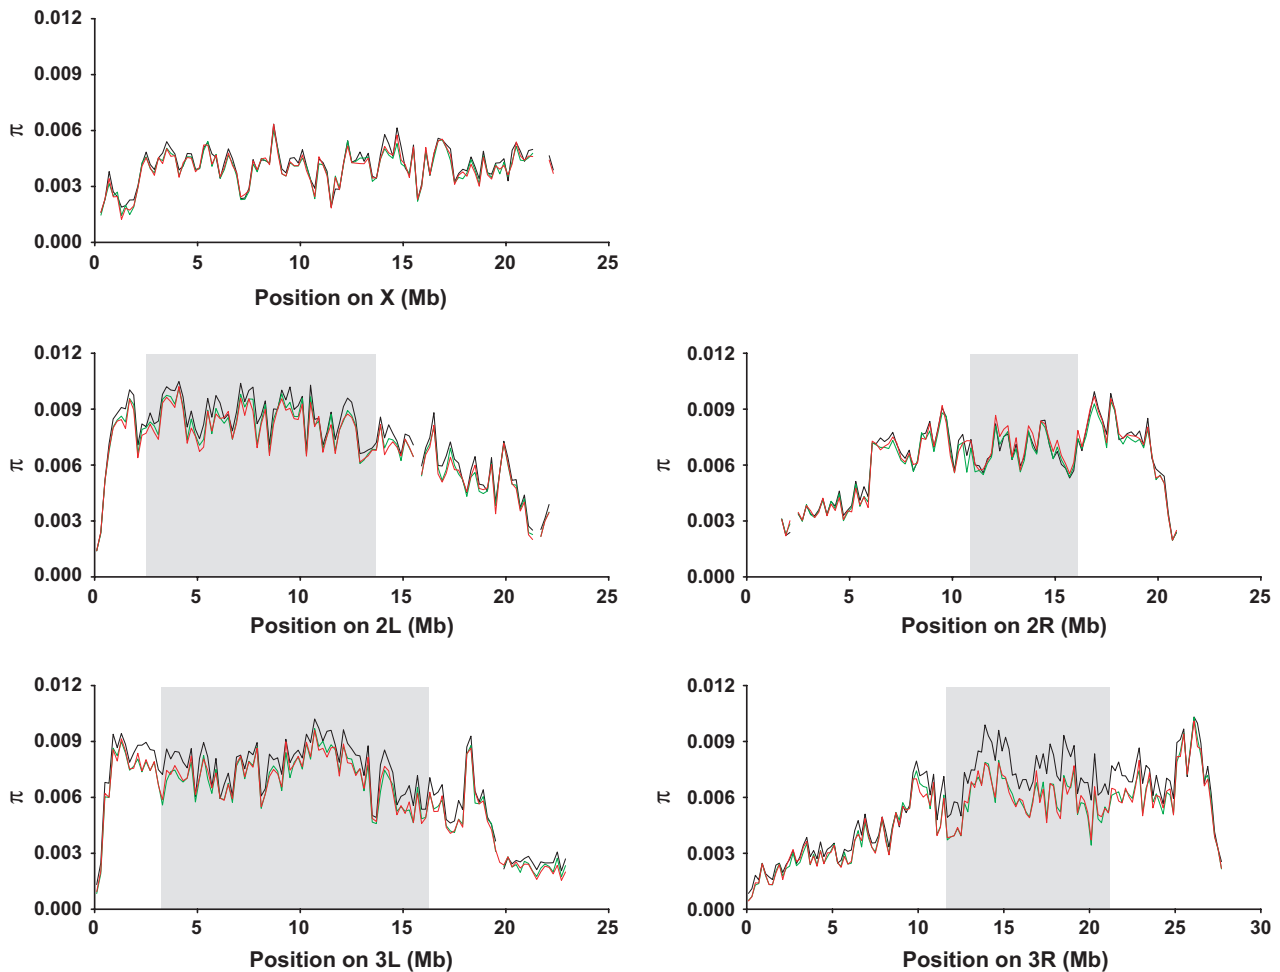 0.012
0.009
π 0.006
0.003
0.000
0 5 10 15 20 25
Position on X (Mb)
0.012 0.012
0.009 0.009
π 0.006 π 0.006
0.003 0.003
0.000 0.000
0 5 10 15 20 25 0 5 10 15 20 25
Position on 2L (Mb) Position on 2R (Mb)
0.012 0.012
0.009 0.009
π 0.006 π 0.006
0.003 0.003
0.000 0.000
0 5 10 15 20 25 0 5 10 15 20 25 30
Position on 3L (Mb) Position on 3R (Mb)